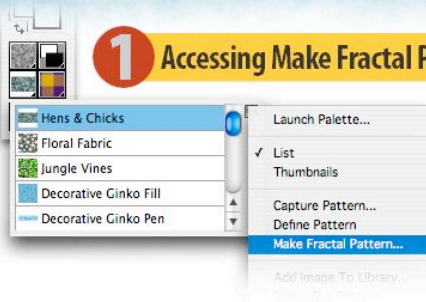 1 Accessing Make Fractal P
Hens & Chicks
Floral Fabric
Jungle Vines
Decorative Ginko Fill
Decorative Ginko Pen
Launch Palette...
✓ List
Thumbnails
Capture Pattern...
Define Pattern
Make Fractal Pattern...
Add Image To Library...